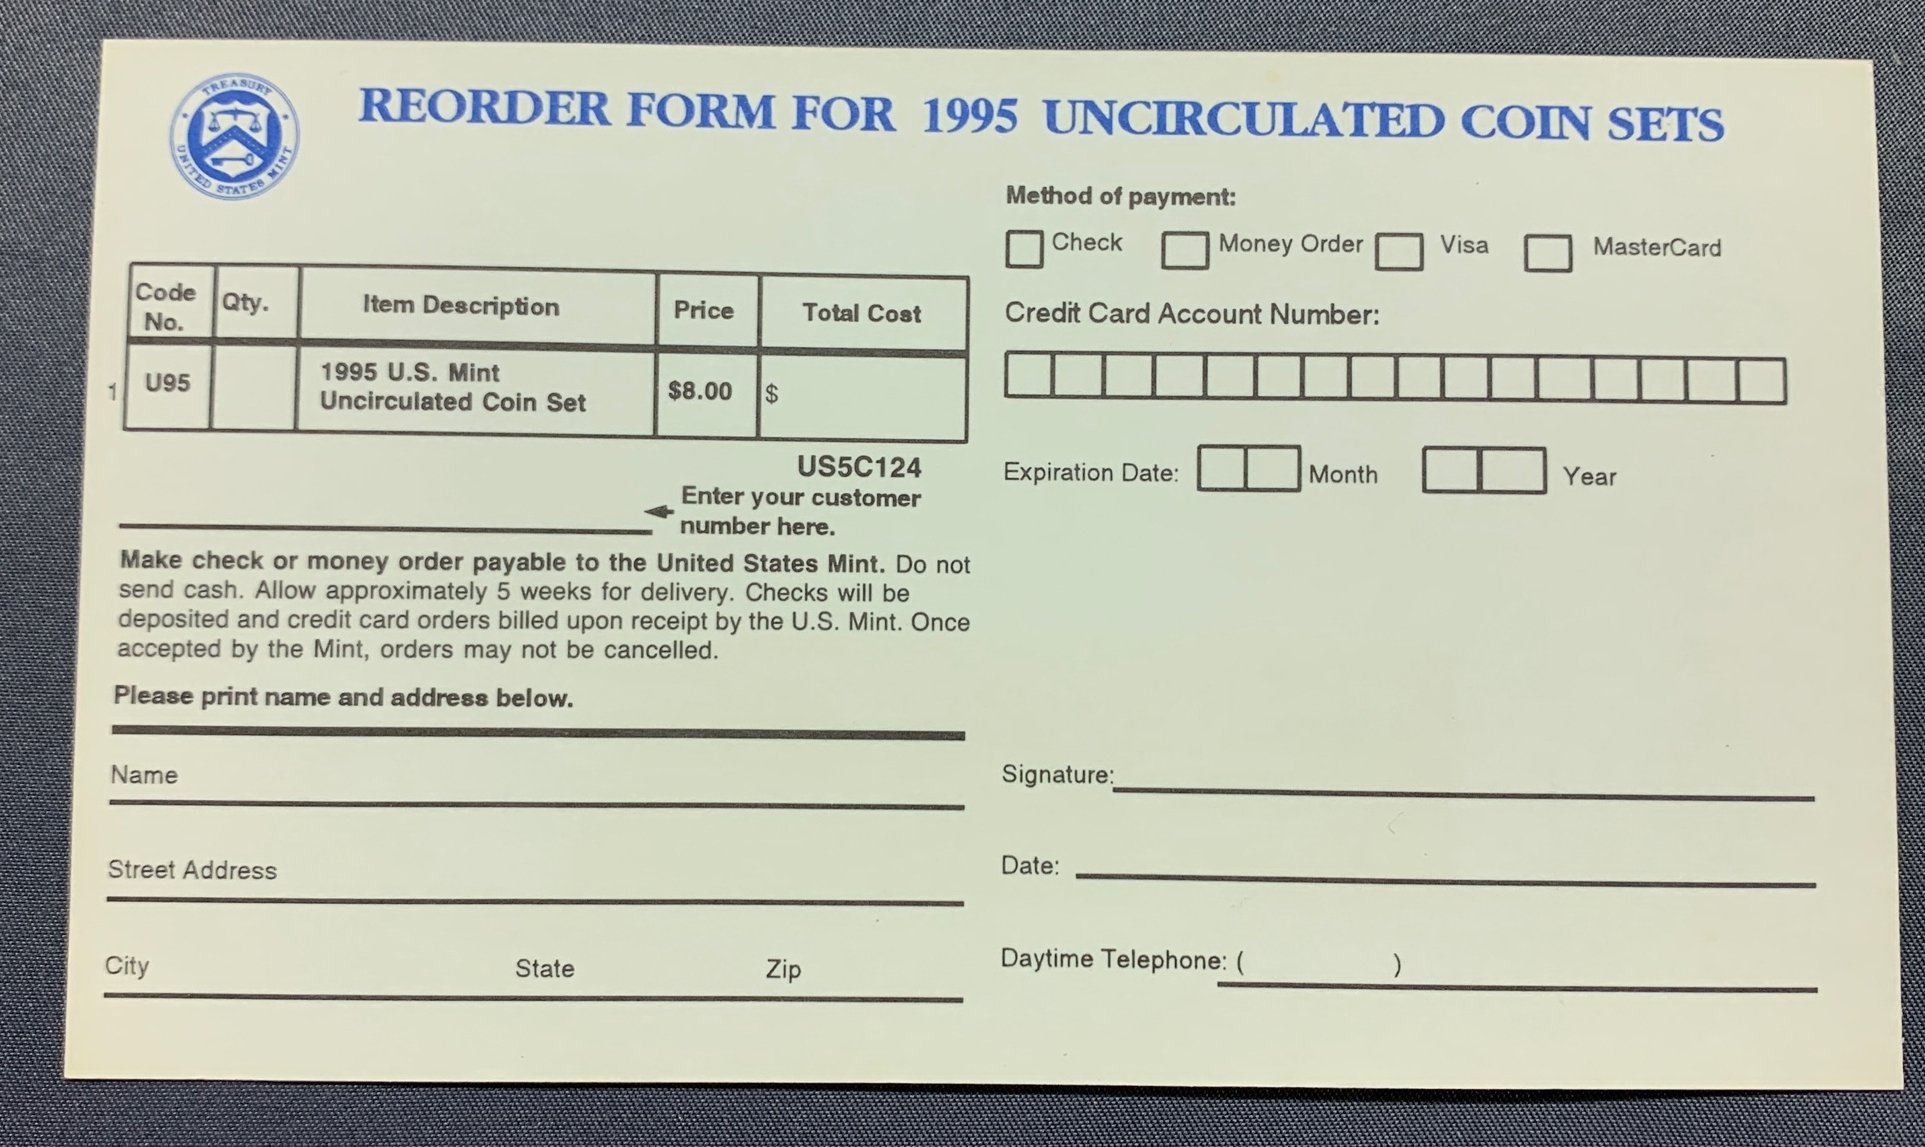 TREASURY
UNITED STATES MINT
REORDER FORM FOR 1995 UNCIRCULATED COIN SETS
Code
No.
Qty.
Item Description
Price
Total Cost
1
U95
1995 U.S. Mint
Uncirculated Coin Set
$8.00
$
US5C124
Enter your customer
number here.
Make check or money order payable to the United States Mint. Do not
send cash. Allow approximately 5 weeks for delivery. Checks will be
deposited and credit card orders billed upon receipt by the U.S. Mint. Once
accepted by the Mint, orders may not be cancelled.
Please print name and address below.
Name
Street Address
City State Zip
Method of payment:
Check Money Order Visa MasterCard
Credit Card Account Number:
Expiration Date: Month Year
Signature:
Date:
Daytime Telephone: ( )